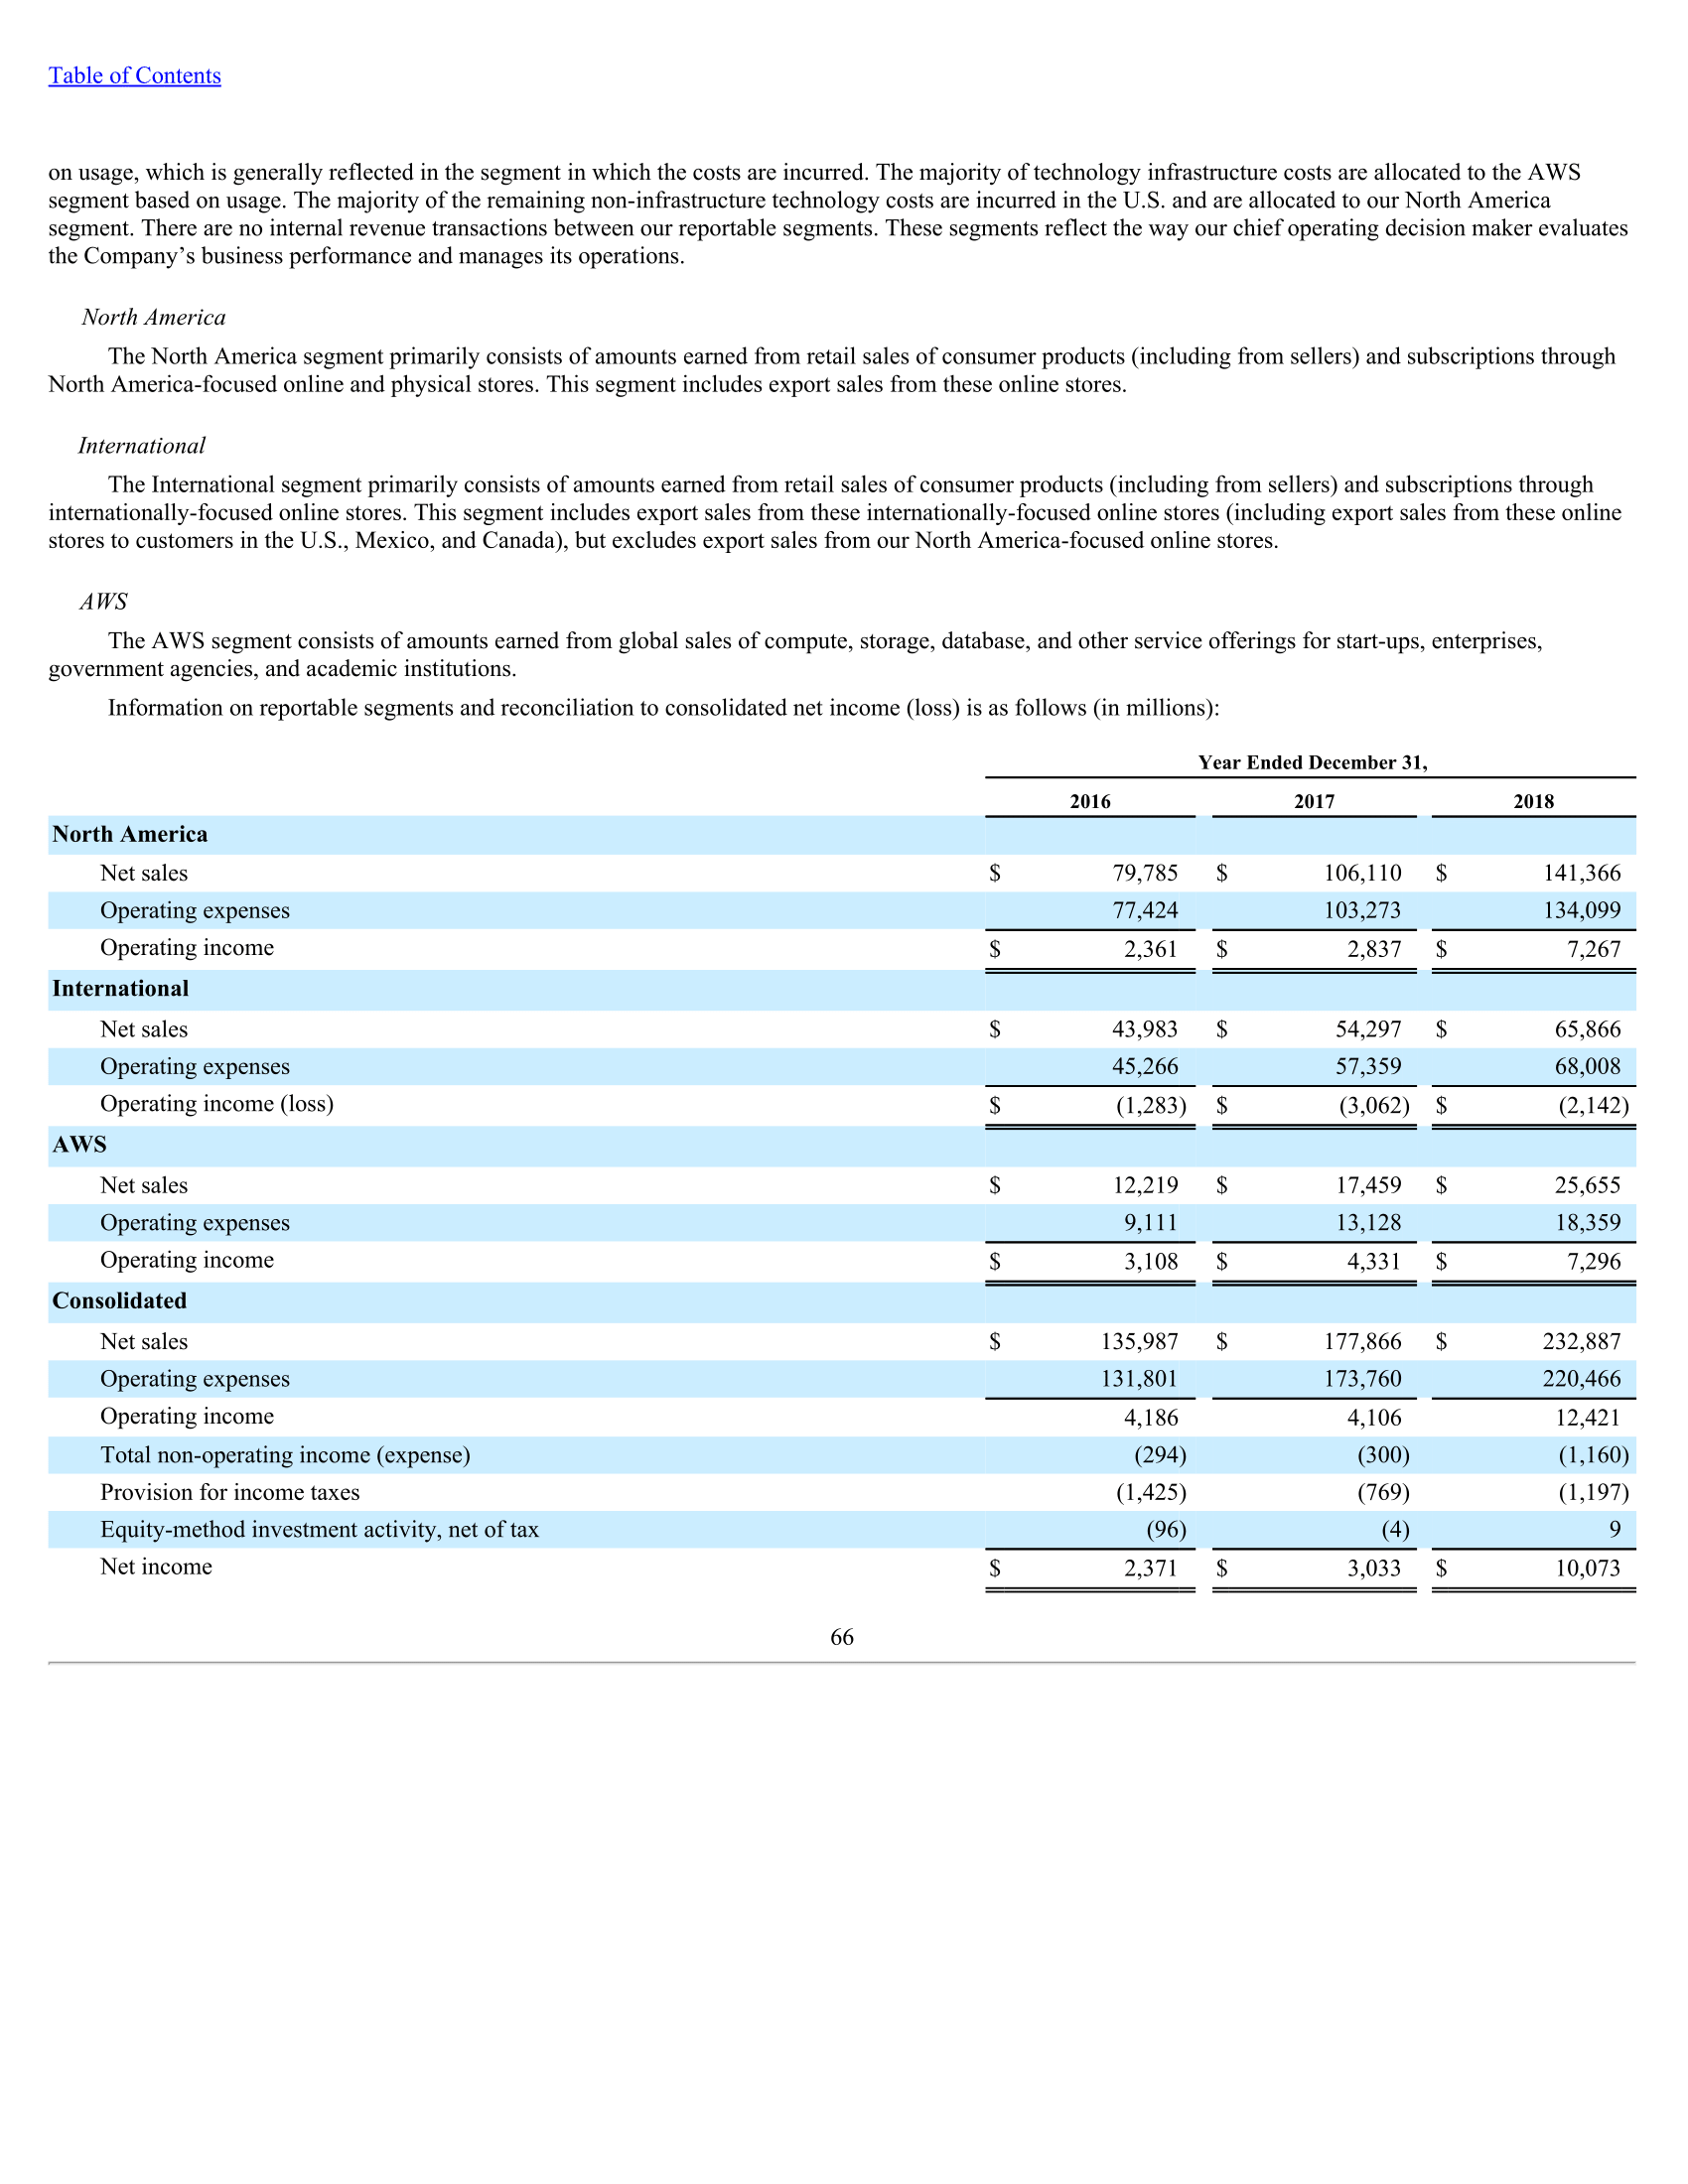 Table of Contents
on usage, which is generally reflected in the segment in which the costs are incurred. The majority of technology infrastructure costs are allocated to the AWS
segment based on usage. The majority of the remaining non-infrastructure technology costs are incurred in the U.S. and are allocated to our North America
segment. There are no internal revenue transactions between our reportable segments. These segments reflect the way our chief operating decision maker evaluates
the Company’s business performance and manages its operations.
North America
The North America segment primarily consists of amounts earned from retail sales of consumer products (including from sellers) and subscriptions through
North America-focused online and physical stores. This segment includes export sales from these online stores.
International
The International segment primarily consists of amounts earned from retail sales of consumer products (including from sellers) and subscriptions through
internationally-focused online stores. This segment includes export sales from these internationally-focused online stores (including export sales from these online
stores to customers in the U.S., Mexico, and Canada), but excludes export sales from our North America-focused online stores.
AWS
The AWS segment consists of amounts earned from global sales of compute, storage, database, and other service offerings for start-ups, enterprises,
government agencies, and academic institutions.
Information on reportable segments and reconciliation to consolidated net income (loss) is as follows (in millions):
Year Ended December 31,
2016 2017 2018
North America
Net sales $ 79,785 $ 106,110 $ 141,366
Operating expenses 77,424 103,273 134,099
Operating income $ 2,361 $ 2,837 $ 7,267
International
Net sales $ 43,983 $ 54,297 $ 65,866
Operating expenses 45,266 57,359 68,008
Operating income (loss) $ (1,283) $ (3,062) $ (2,142)
AWS
Net sales $ 12,219 $ 17,459 $ 25,655
Operating expenses 9,111 13,128 18,359
Operating income $ 3,108 $ 4,331 $ 7,296
Consolidated
Net sales $ 135,987 $ 177,866 $ 232,887
Operating expenses 131,801 173,760 220,466
Operating income 4,186 4,106 12,421
Total non-operating income (expense) (294) (300) (1,160)
Provision for income taxes (1,425) (769) (1,197)
Equity-method investment activity, net of tax (96) (4) 9
Net income $ 2,371 $ 3,033 $ 10,073
66